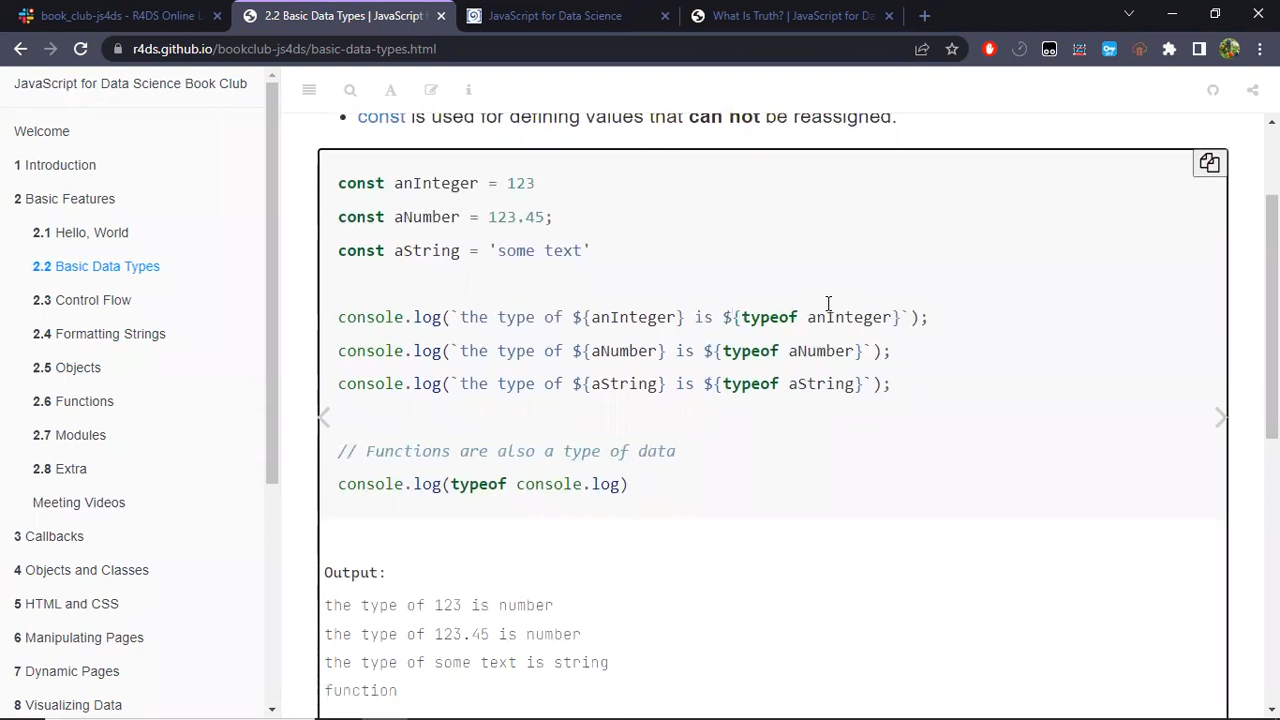 book_club-js4ds - R4DS Online L
2.2 Basic Data Types | JavaScript
JavaScript for Data Science
What Is Truth? | JavaScript for Da
r4ds.github.io/bookclub-js4ds/basic-data-types.html
JavaScript for Data Science Book Club
Welcome
1 Introduction
2 Basic Features
2.1 Hello, World
2.2 Basic Data Types
2.3 Control Flow
2.4 Formatting Strings
2.5 Objects
2.6 Functions
2.7 Modules
2.8 Extra
Meeting Videos
3 Callbacks
4 Objects and Classes
5 HTML and CSS
6 Manipulating Pages
7 Dynamic Pages
8 Visualizing Data
• const is used for defining values that can not be reassigned.
const anInteger = 123
const aNumber = 123.45;
const aString = 'some text'
console.log(`the type of ${anInteger} is ${typeof anInteger}`);
console.log(`the type of ${aNumber} is ${typeof aNumber}`);
console.log(`the type of ${aString} is ${typeof aString}`);
// Functions are also a type of data
console.log(typeof console.log)
Output:
the type of 123 is number
the type of 123.45 is number
the type of some text is string
function